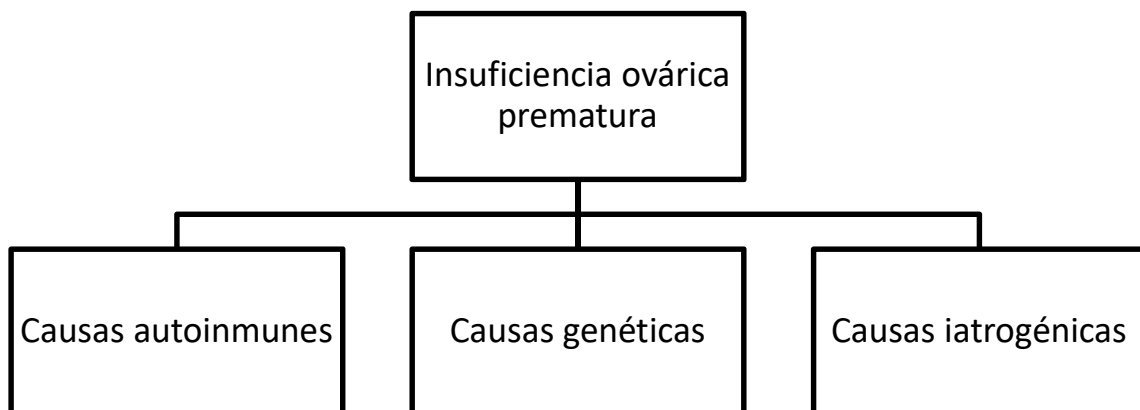 Insuficiencia ovárica
prematura
Causas autoinmunes
Causas genéticas
Causas iatrogénicas